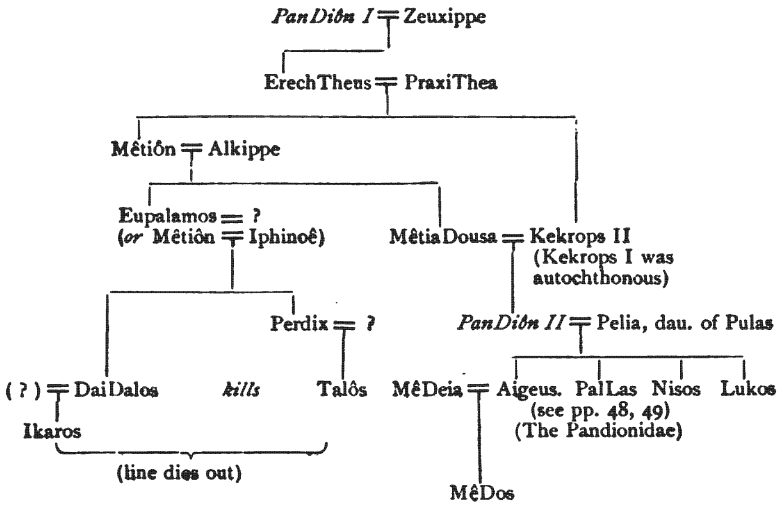 PanDiôn I = Zeuxippe
ErechTheus = PraxiThea
Mêtiôn = Alkippe
Eupalamos = ?
(or Mêtiôn = Iphinoê)
MêtiaDousa = Kekrops II
(Kekrops I was
autochthonous)
Perdix = ?
PanDiôn II = Pelia, dau. of Pulas
(?) = DaiDalos kills Talôs
MêDeia = Aigeus. PalLas Nisos Lukos
(see pp. 48, 49)
(The Pandionidae)
Ikaros
(line dies out)
MêDos